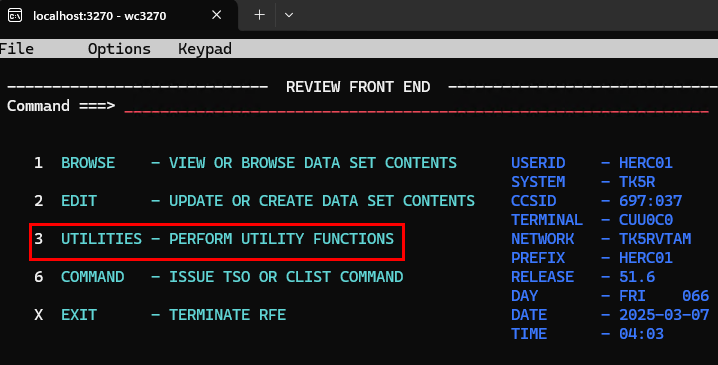 localhost:3270 - wc3270
File Options Keypad
----------------------------- REVIEW FRONT END ------------------------------
Command ===> _________________________________________________________________
1 BROWSE - VIEW OR BROWSE DATA SET CONTENTS USERID - HERC01
SYSTEM - TK5R
2 EDIT - UPDATE OR CREATE DATA SET CONTENTS CCSID - 697:037
TERMINAL - CUU0C0
3 UTILITIES - PERFORM UTILITY FUNCTIONS NETWORK - TK5RVTAM
PREFIX - HERC01
6 COMMAND - ISSUE TSO OR CLIST COMMAND RELEASE - 51.6
DAY - FRI 066
X EXIT - TERMINATE RFE DATE - 2025-03-07
TIME - 04:03